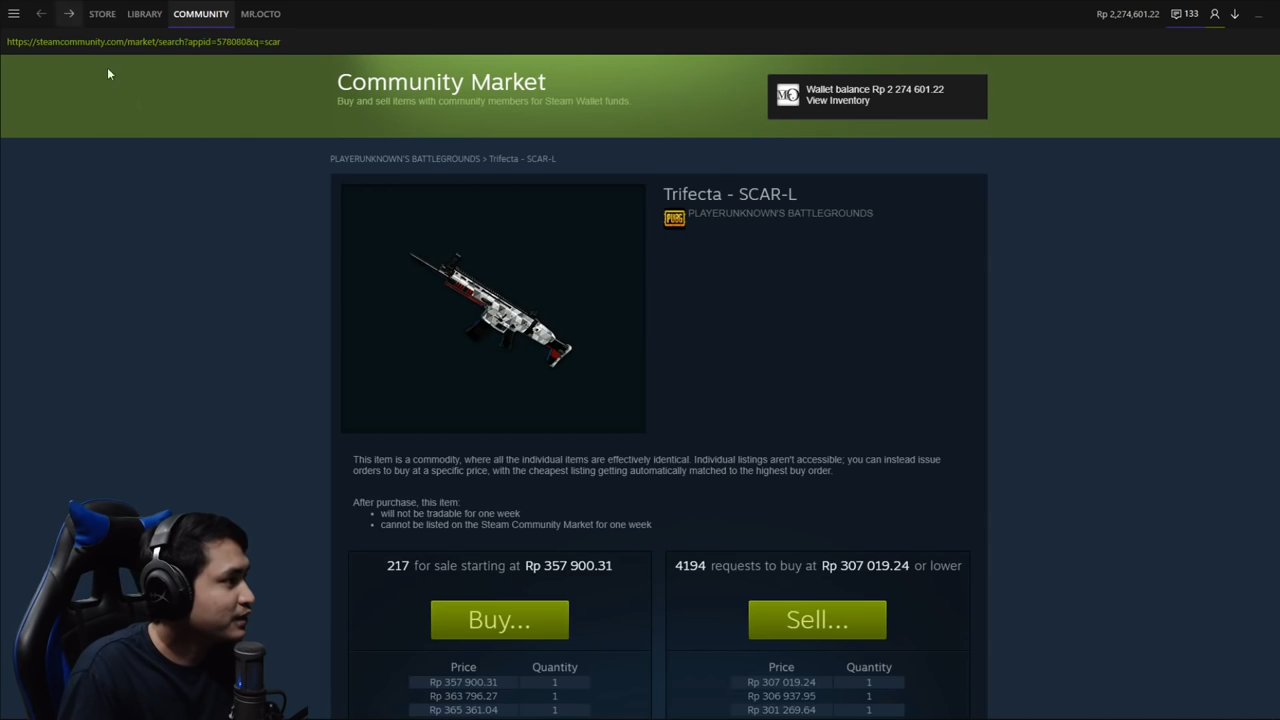 STORE LIBRARY COMMUNITY MR.OCTO Rp 2,274,601.22 133
https://steamcommunity.com/market/search?appid=578080&q=scar
Community Market
Buy and sell items with community members for Steam Wallet funds.
MO
Wallet balance Rp 2 274 601.22
View Inventory
PLAYERUNKNOWN'S BATTLEGROUNDS > Trifecta - SCAR-L
Trifecta - SCAR-L
PUBG
PLAYERUNKNOWN'S BATTLEGROUNDS
This item is a commodity, where all the individual items are effectively identical. Individual listings aren't accessible; you can instead issue
orders to buy at a specific price, with the cheapest listing getting automatically matched to the highest buy order.
After purchase, this item:
• will not be tradable for one week
• cannot be listed on the Steam Community Market for one week
217 for sale starting at Rp 357 900.31
Buy...
Price Quantity
Rp 357 900.31 1
Rp 363 796.27 1
Rp 365 361.04 1
4194 requests to buy at Rp 307 019.24 or lower
Sell...
Price Quantity
Rp 307 019.24 1
Rp 306 937.95 1
Rp 301 269.64 1